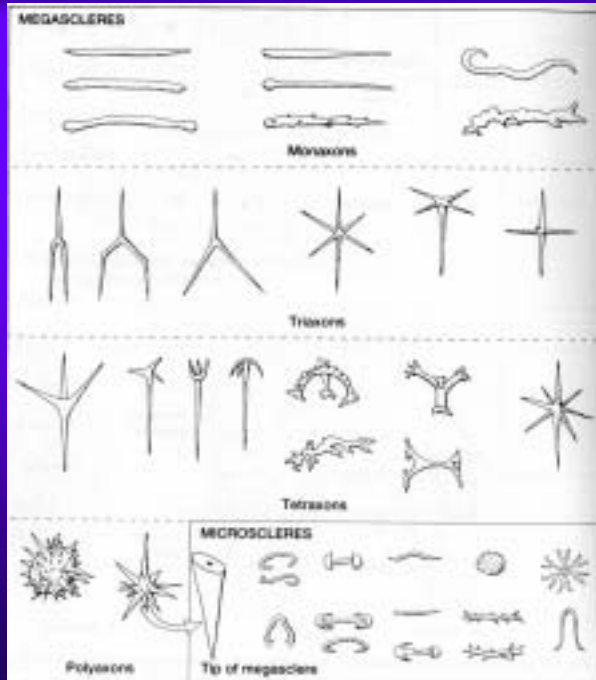 MEGASCLERES
Monaxons
Triaxons
Tetraxons
MICROSCLERES
Polyaxons
Tip of megasclere